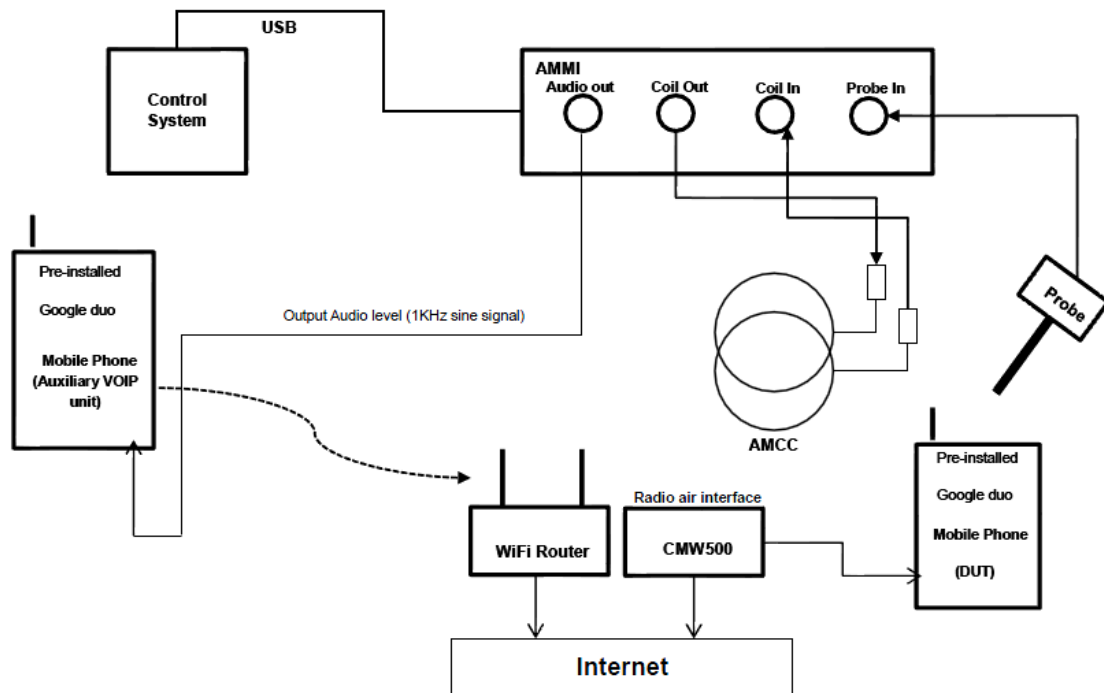 USB
Control
System
AMMI
Audio out
Coil Out
Coil In
Probe In
Pre-installed
Google duo
Mobile Phone
(Auxiliary VOIP
unit)
Output Audio level (1KHz sine signal)
Probe
AMCC
Pre-installed
Google duo
Mobile Phone
(DUT)
Radio air interface
WiFi Router
CMW500
Internet